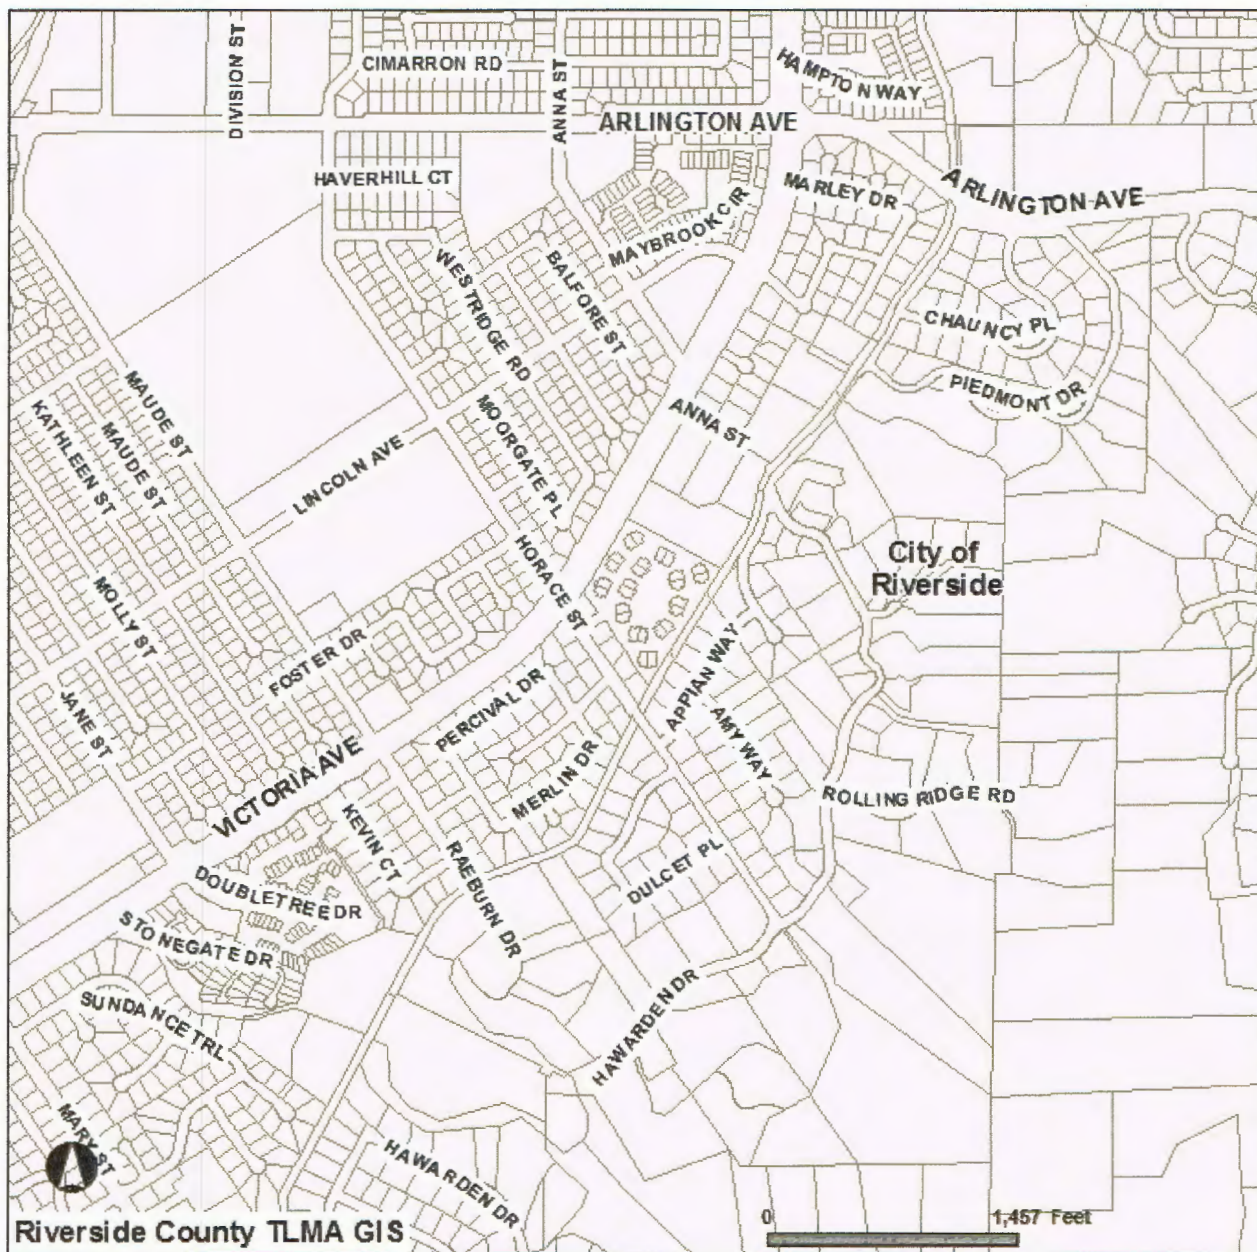 DIVISION ST
CIMARRON RD
ANNA ST
HAMPTON WAY
ARLINGTON AVE
HAVERHILL CT
MARLEY DR
ARLINGTON AVE
MAYBROOK CIR
WESTRIDGE RD
BALFORE ST
CHAUNCY PL
PIEDMONT DR
MAUDE ST
KATHLEEN ST
MAUDE ST
MOORGATE PL
ANNA ST
LINCOLN AVE
HORACE ST
City of
Riverside
MOLLY ST
FOSTER DR
JANE ST
PERCIVAL DR
APPIAN WAY
AMY WAY
VICTORIA AVE
MERLIN DR
ROLLING RIDGE RD
KEVIN CT
RAEBURN DR
DULCET PL
DOUBLETREE DR
STONEGATE DR
SUNDANCE TRL
HAWARDEN DR
MARY ST
HAWARDEN DR
Riverside County TLMA GIS
0
1,457 Feet